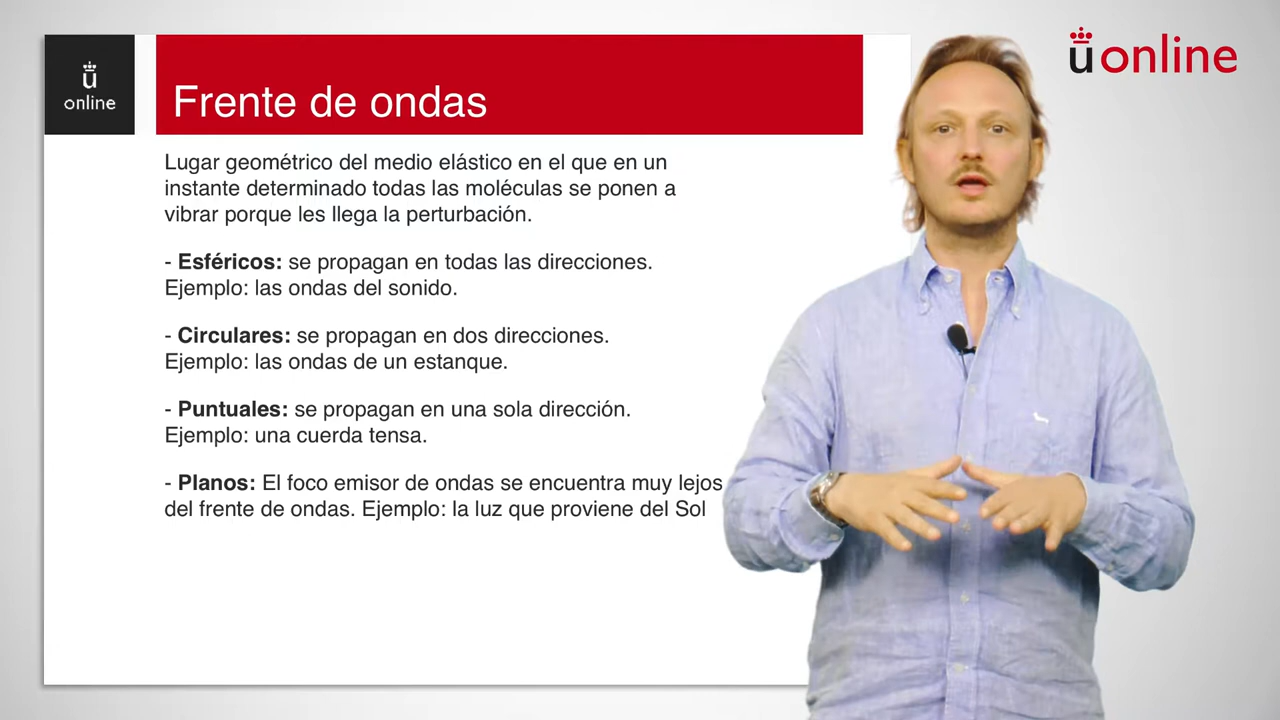 ü online
ü
online
Frente de ondas
Lugar geométrico del medio elástico en el que en un
instante determinado todas las moléculas se ponen a
vibrar porque les llega la perturbación.
- Esféricos: se propagan en todas las direcciones.
Ejemplo: las ondas del sonido.
- Circulares: se propagan en dos direcciones.
Ejemplo: las ondas de un estanque.
- Puntuales: se propagan en una sola dirección.
Ejemplo: una cuerda tensa.
- Planos: El foco emisor de ondas se encuentra muy lejos
del frente de ondas. Ejemplo: la luz que proviene del Sol